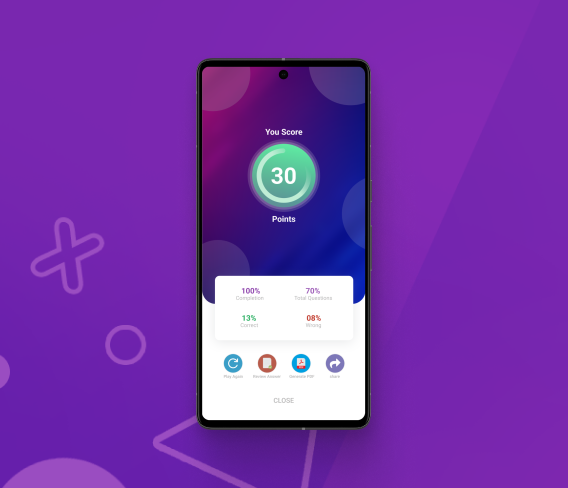 You Score
30
Points
100% 70%
Completion Total Questions
13% 08%
Correct Wrong
Play Again Review Answer Generate PDF share
CLOSE